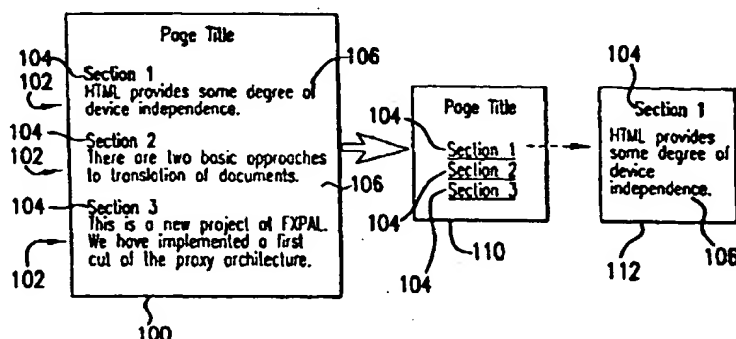 Page Title
104
Section 1
106
102
HTML provides some degree of
device independence.
104
Section 2
102
There are two basic approaches
to translation of documents.
106
104
Section 3
This is a new project at FXPAL.
We have implemented a first
cut of the proxy architecture.
102
100
Page Title
104
Section 1
Section 2
104
Section 3
104
110
104
Section 1
HTML provides
some degree of
device
independence.
112
106